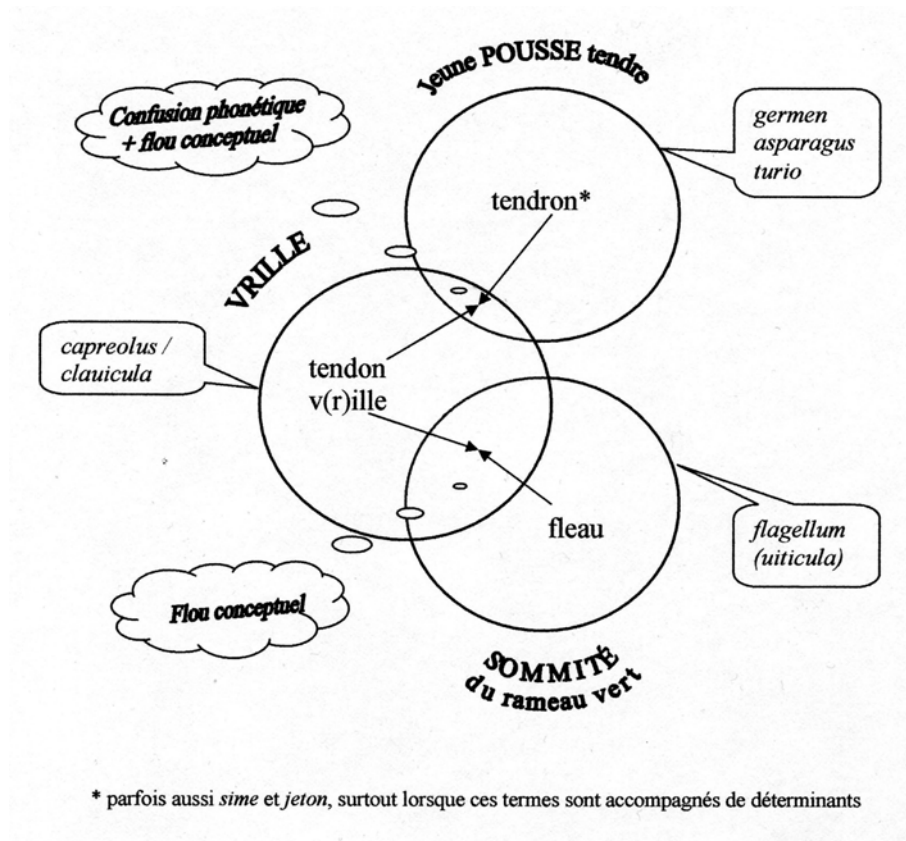 Jeune POUSSE tendre
Confusion phonétique
+ flou conceptuel
germen
asparagus
turio
tendron*
VRILLE
capreolus /
clauicula
tendon
v(r)ille
fleau
flagellum
(uiticula)
Flou conceptuel
SOMMITÉ
du rameau vert
* parfois aussi sime et jeton, surtout lorsque ces termes sont accompagnés de déterminants